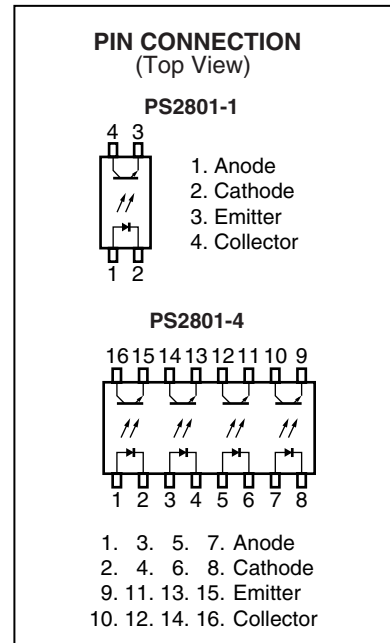 PIN CONNECTION
(Top View)
PS2801-1
4 3
1. Anode
2. Cathode
3. Emitter
4. Collector
1 2
PS2801-4
16 15 14 13 12 11 10 9
1 2 3 4 5 6 7 8
1. 3. 5. 7. Anode
2. 4. 6. 8. Cathode
9. 11. 13. 15. Emitter
10. 12. 14. 16. Collector